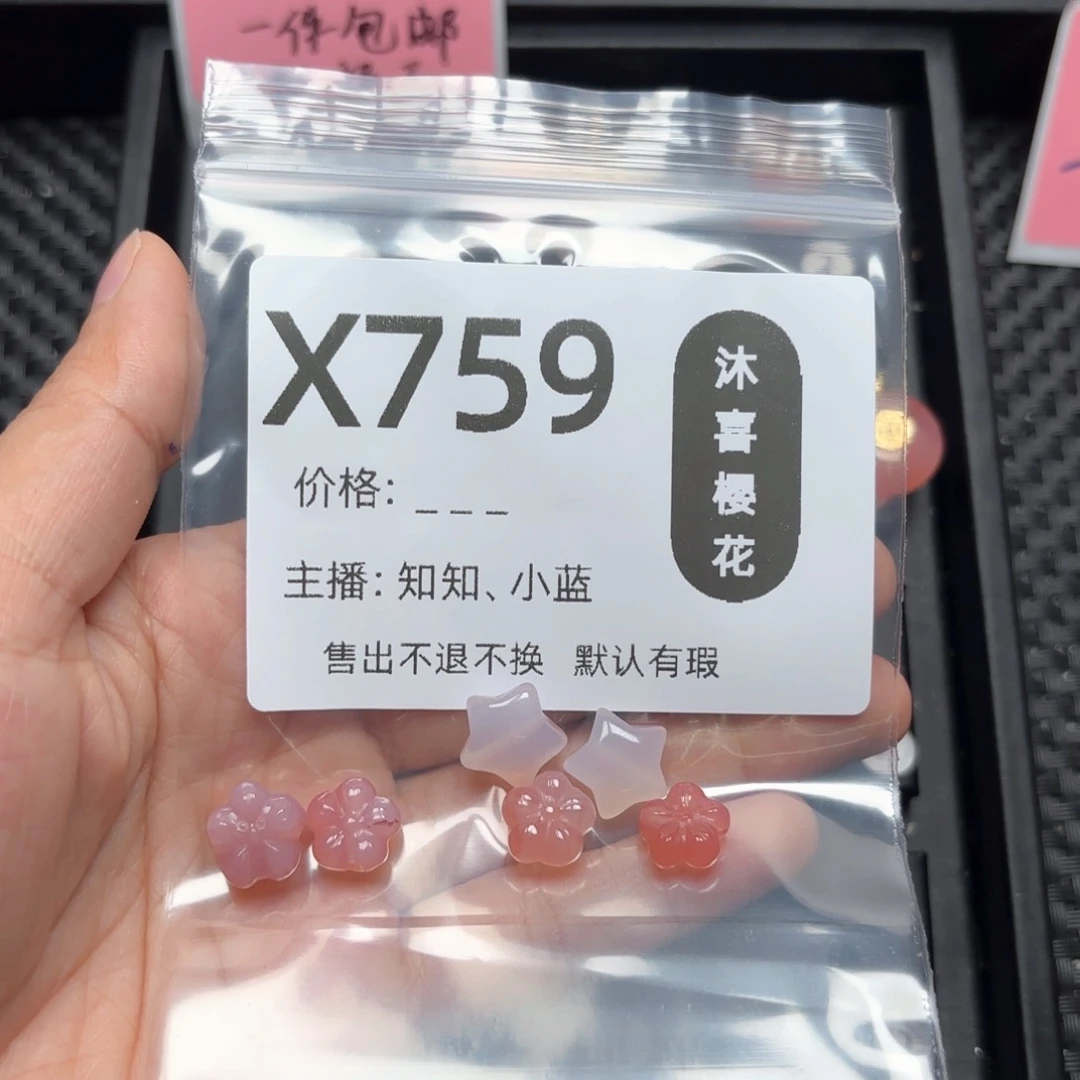 一件包邮
X759
沐喜樱花
价格：_ _ _
主播：知知、小蓝
售出不退不换 默认有瑕